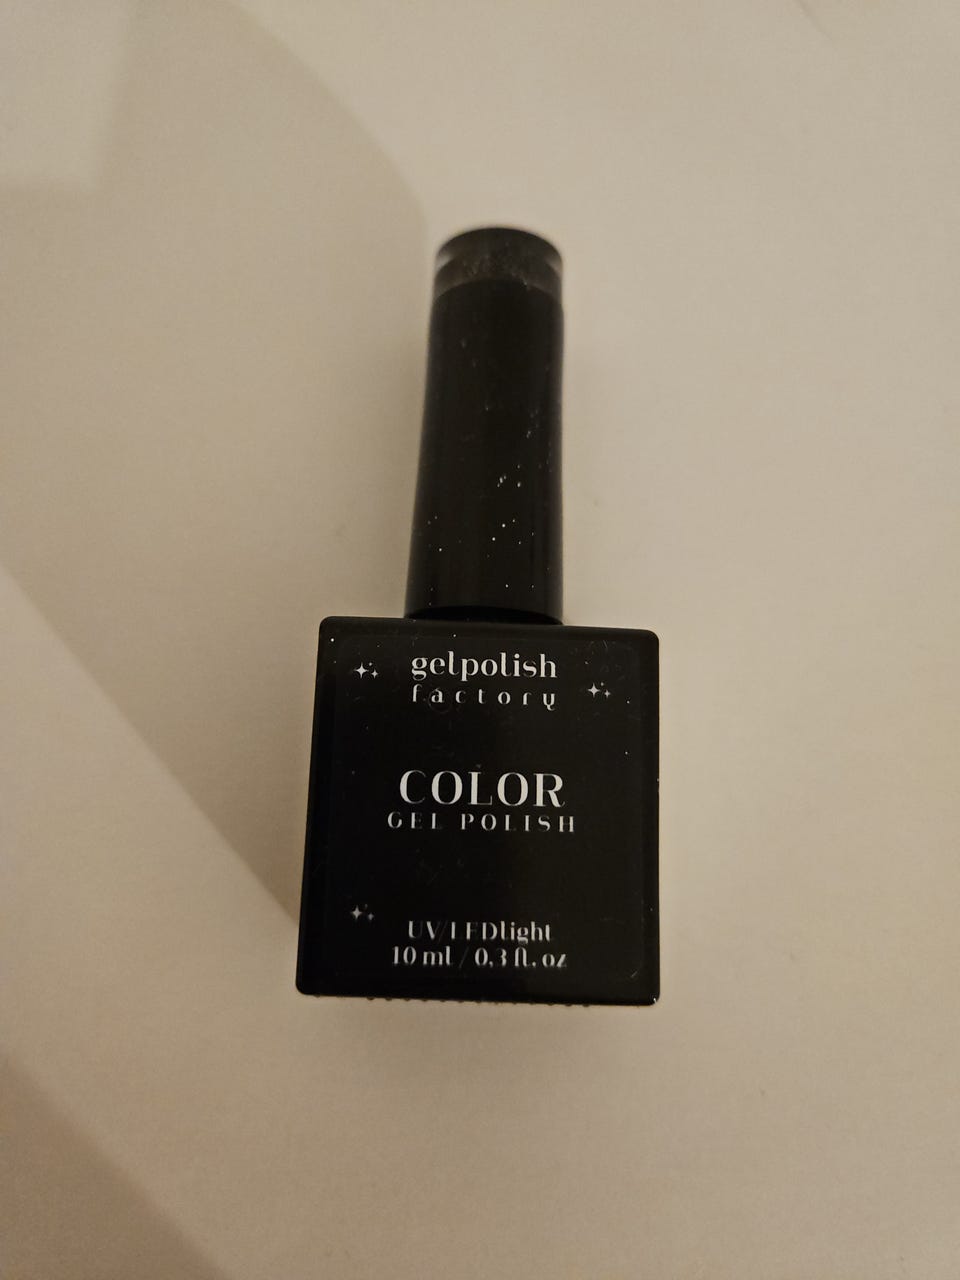 gelpolish
factory
COLOR
GEL POLISH
UV/LEDlight
10 ml / 0,3 fl. oz